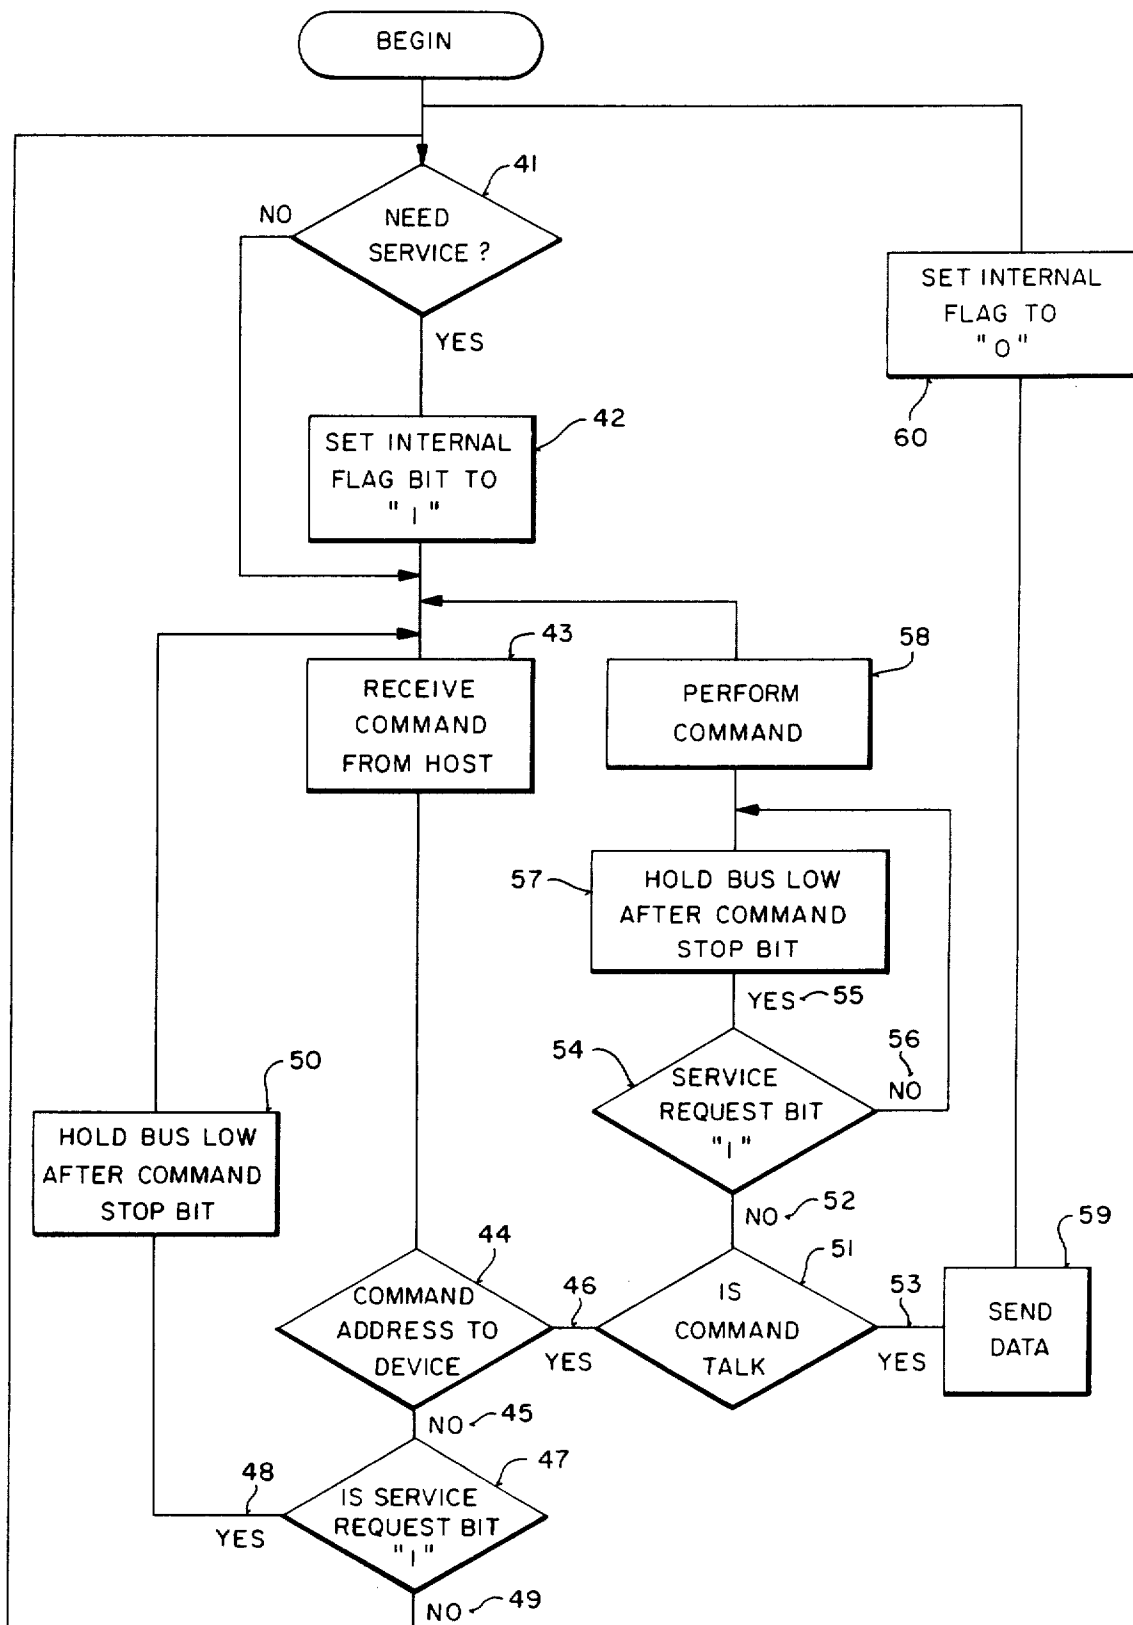 BEGIN
41
NEED
SERVICE ?
NO
YES
SET INTERNAL
FLAG TO
"0"
60
42
SET INTERNAL
FLAG BIT TO
"1"
43
RECEIVE
COMMAND
FROM HOST
58
PERFORM
COMMAND
57
HOLD BUS LOW
AFTER COMMAND
STOP BIT
YES 55
54
SERVICE
REQUEST BIT
"1"
56
NO
50
HOLD BUS LOW
AFTER COMMAND
STOP BIT
NO 52
44
COMMAND
ADDRESS TO
DEVICE
46
YES
51
IS
COMMAND
TALK
53
YES
59
SEND
DATA
NO 45
47
IS SERVICE
REQUEST BIT
"1"
48
YES
NO 49